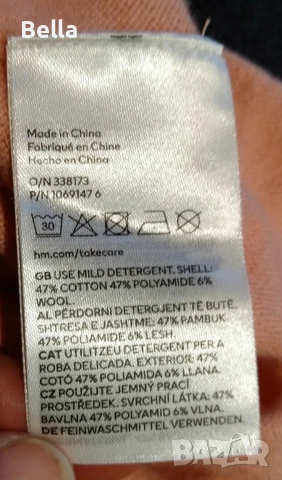 Bella
Made in China
Fabriqué en Chine
Hecho en China
O/N 338173
P/N 1069147 6
30
hm.com/takecare
GB USE MILD DETERGENT. SHELL:
47% COTTON 47% POLYAMIDE 6%
WOOL.
AL PËRDORNI DETERGJENT TË BUTË.
SHTRESA E JASHTME: 47% PAMBUK
47% POLIAMIDE 6% LESH.
CAT UTILITZEU DETERGENT PER A
ROBA DELICADA. EXTERIOR: 47%
COTÓ 47% POLIAMIDA 6% LLANA.
CZ POUŽIJTE JEMNÝ PRACÍ
PROSTŘEDEK. SVRCHNÍ LÁTKA: 47%
BAVLNA 47% POLYAMID 6% VLNA.
DE FEINWASCHMITTEL VERWENDEN.
BAZAR